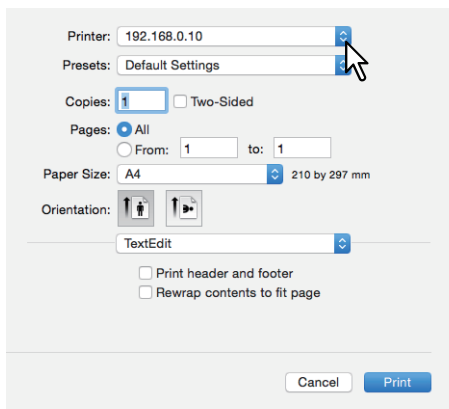 Printer: 192.168.0.10
Presets: Default Settings
Copies: 1 Two-Sided
Pages: All
From: 1 to: 1
Paper Size: A4 210 by 297 mm
Orientation:
TextEdit
Print header and footer
Rewrap contents to fit page
Cancel Print